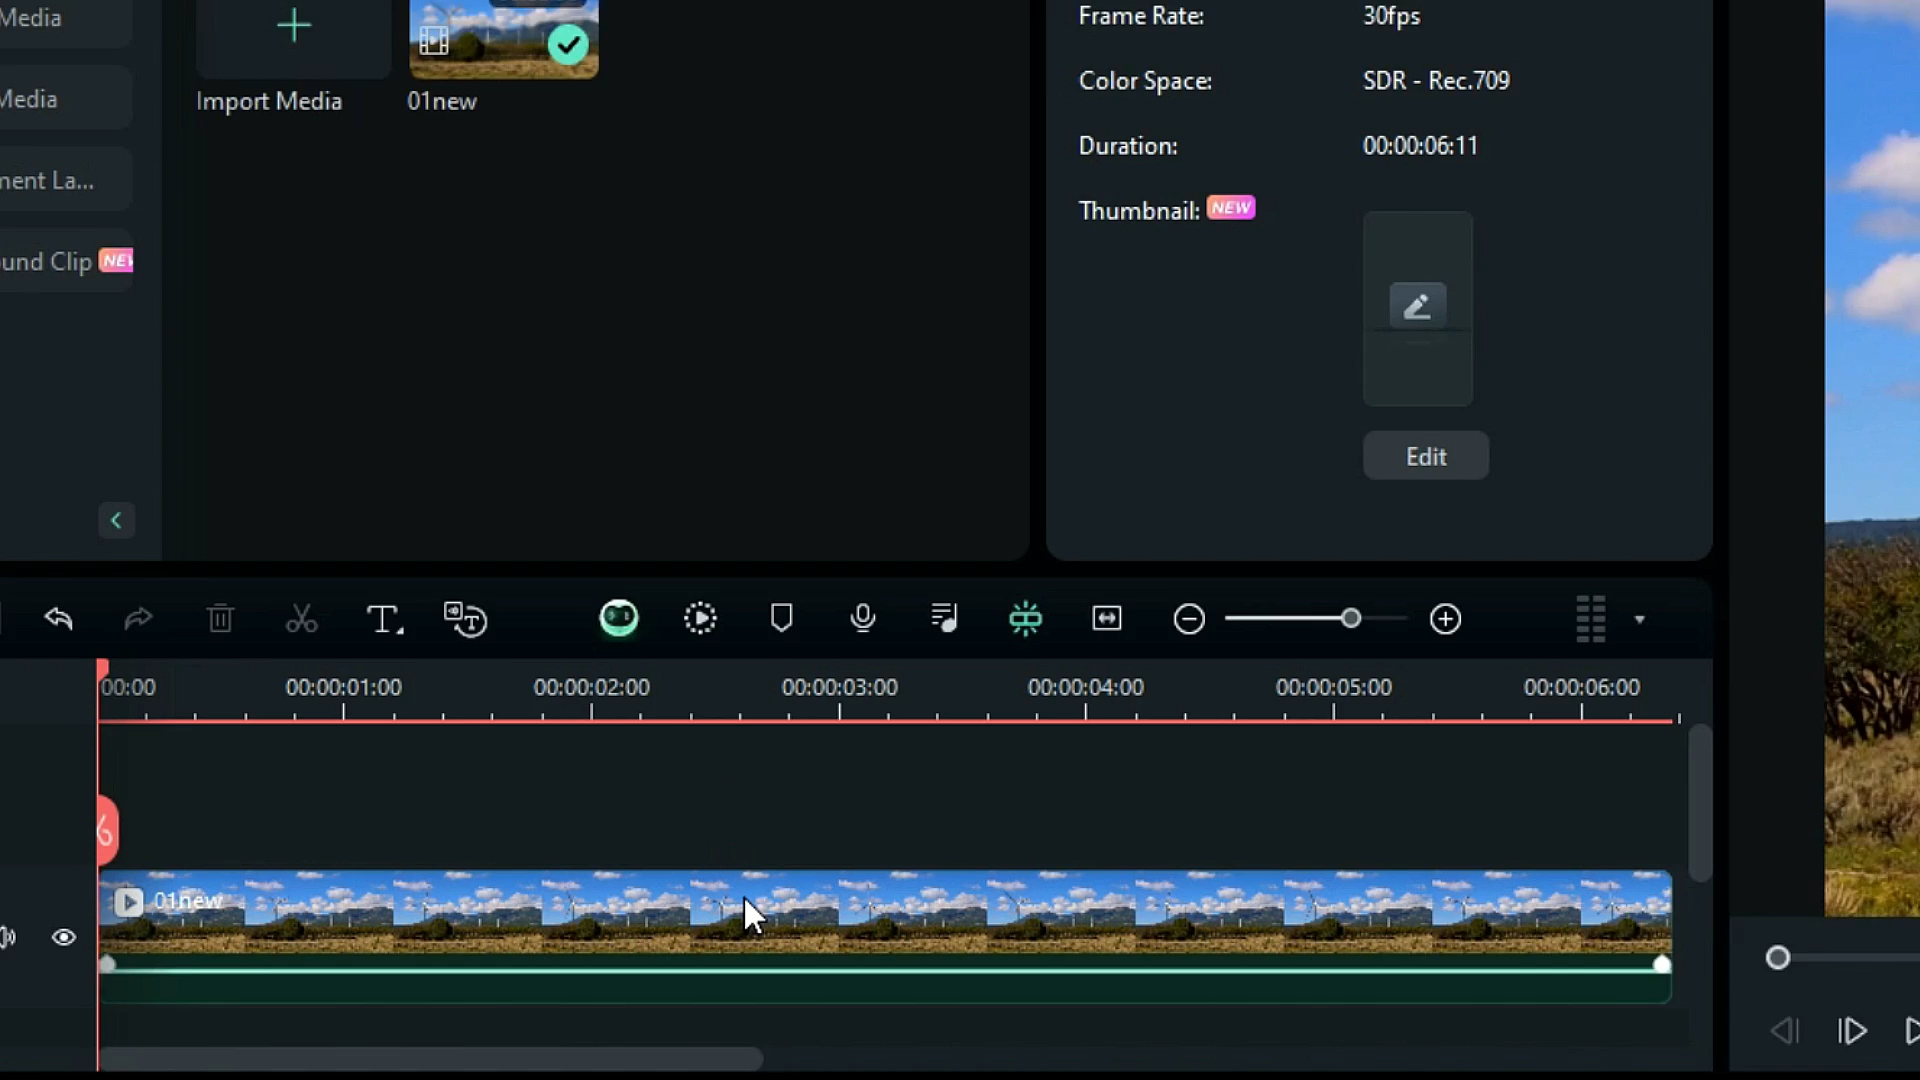 Media
Media
ment La...
und Clip
Import Media
01new
Frame Rate: 30fps
Color Space: SDR - Rec.709
Duration: 00:00:06:11
Thumbnail: NEW
Edit
00:00 00:00:01:00 00:00:02:00 00:00:03:00 00:00:04:00 00:00:05:00 00:00:06:00
01new